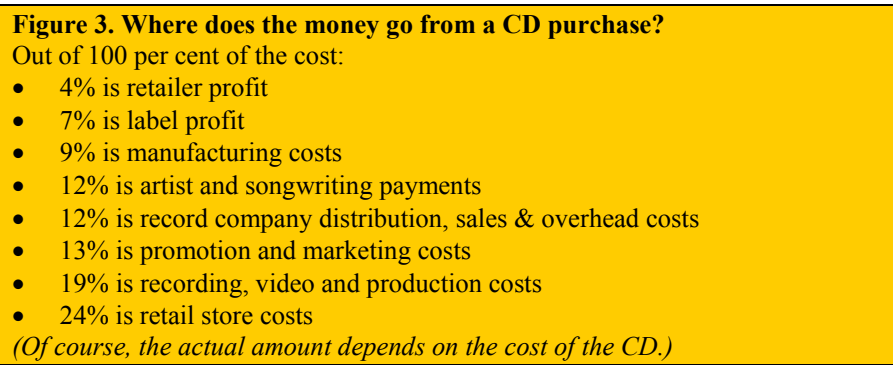 Figure 3. Where does the money go from a CD purchase?
Out of 100 per cent of the cost:
• 4% is retailer profit
• 7% is label profit
• 9% is manufacturing costs
• 12% is artist and songwriting payments
• 12% is record company distribution, sales & overhead costs
• 13% is promotion and marketing costs
• 19% is recording, video and production costs
• 24% is retail store costs
(Of course, the actual amount depends on the cost of the CD.)